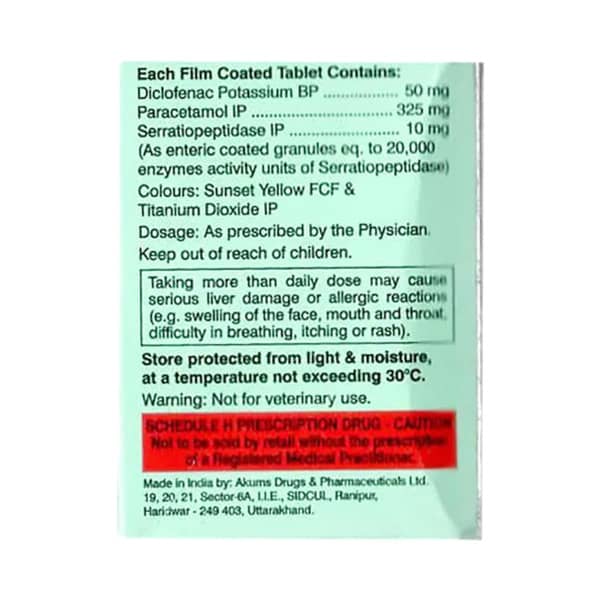 Each Film Coated Tablet Contains:
Diclofenac Potassium BP .................. 50 mg
Paracetamol IP .................................. 325 mg
Serratiopeptidase IP .......................... 10 mg
(As enteric coated granules eq. to 20,000
enzymes activity units of Serratiopeptidase)
Colours: Sunset Yellow FCF &
Titanium Dioxide IP
Dosage: As prescribed by the Physician.
Keep out of reach of children.
Taking more than daily dose may cause
serious liver damage or allergic reactions
(e.g. swelling of the face, mouth and throat,
difficulty in breathing, itching or rash).
Store protected from light & moisture,
at a temperature not exceeding 30°C.
Warning: Not for veterinary use.
SCHEDULE H PRESCRIPTION DRUG - CAUTION
Not to be sold by retail without the prescription
of a Registered Medical Practitioner.
Made in India by: Akums Drugs & Pharmaceuticals Ltd.
19, 20, 21, Sector-6A, I.I.E., SIDCUL, Ranipur,
Haridwar - 249 403, Uttarakhand.